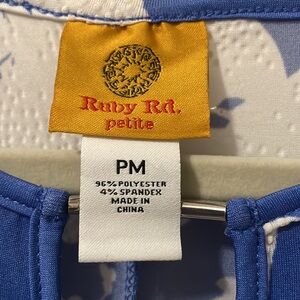 Ruby Rd.
petite
PM
96% POLYESTER
4% SPANDEX
MADE IN
CHINA